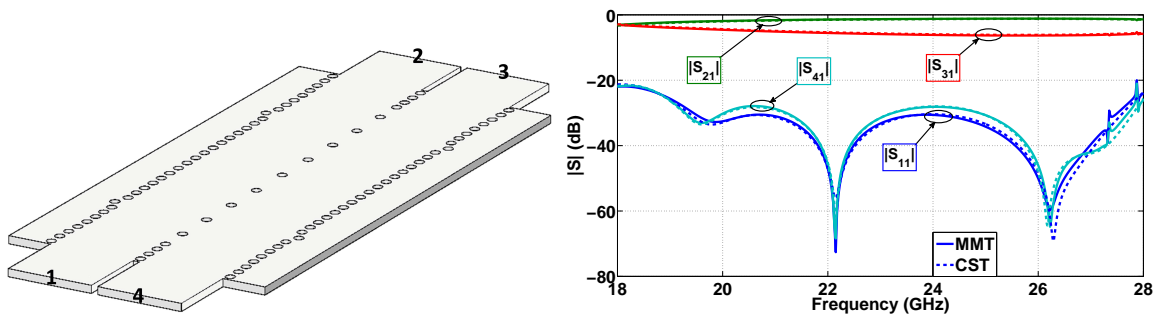 2
3
1
4
0
−20
−40
−60
−80
|S| (dB)
|S21|
|S41|
|S31|
|S11|
MMT
CST
18 20 22 24 26 28
Frequency (GHz)